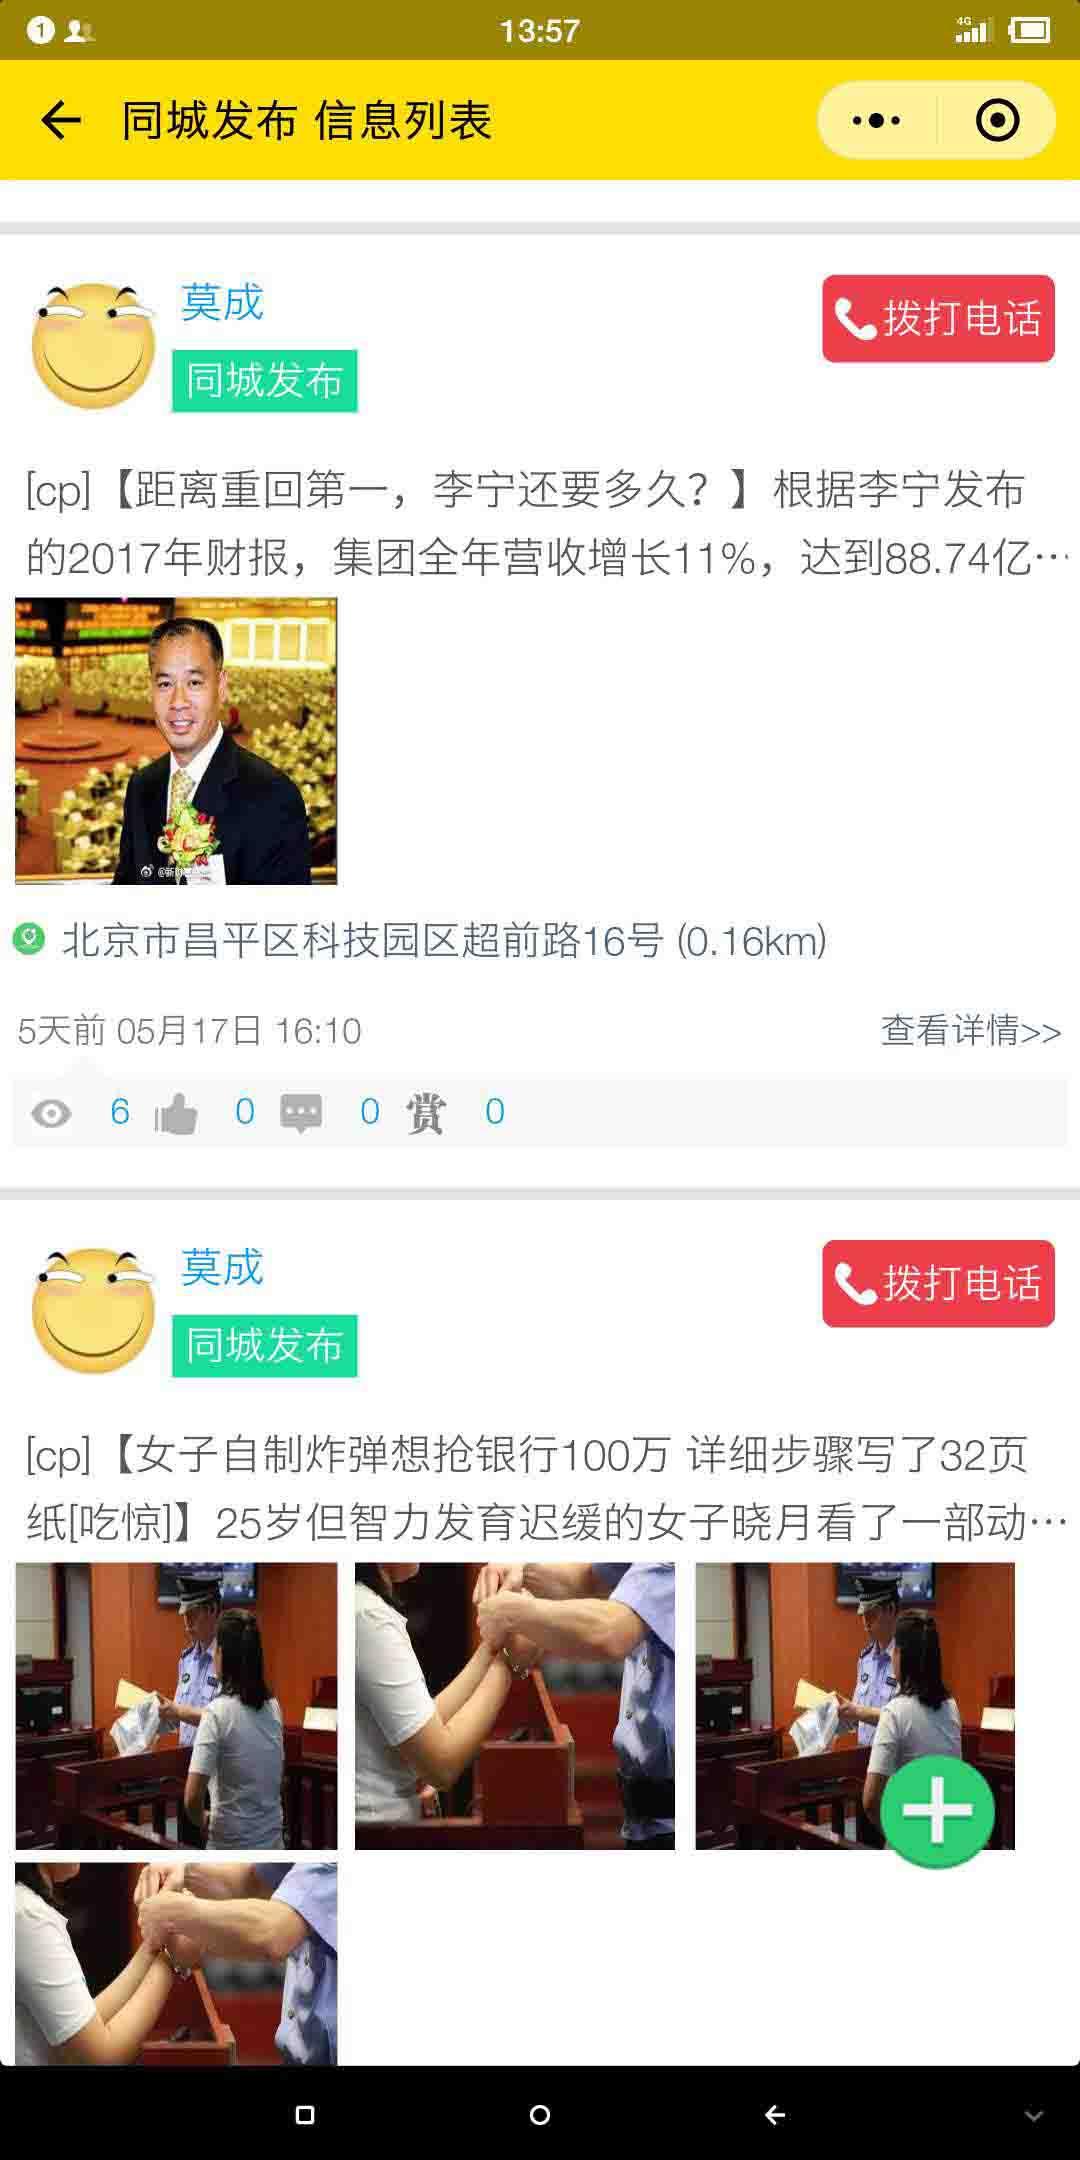 1
13:57
4G
同城发布 信息列表
莫成
拨打电话
同城发布
[cp]【距离重回第一，李宁还要多久？】根据李宁发布
的2017年财报，集团全年营收增长11%，达到88.74亿…
北京市昌平区科技园区超前路16号 (0.16km)
5天前 05月17日 16:10
查看详情>>
6 0 0 赏 0
莫成
拨打电话
同城发布
[cp]【女子自制炸弹想抢银行100万 详细步骤写了32页
纸[吃惊]】25岁但智力发育迟缓的女子晓月看了一部动…